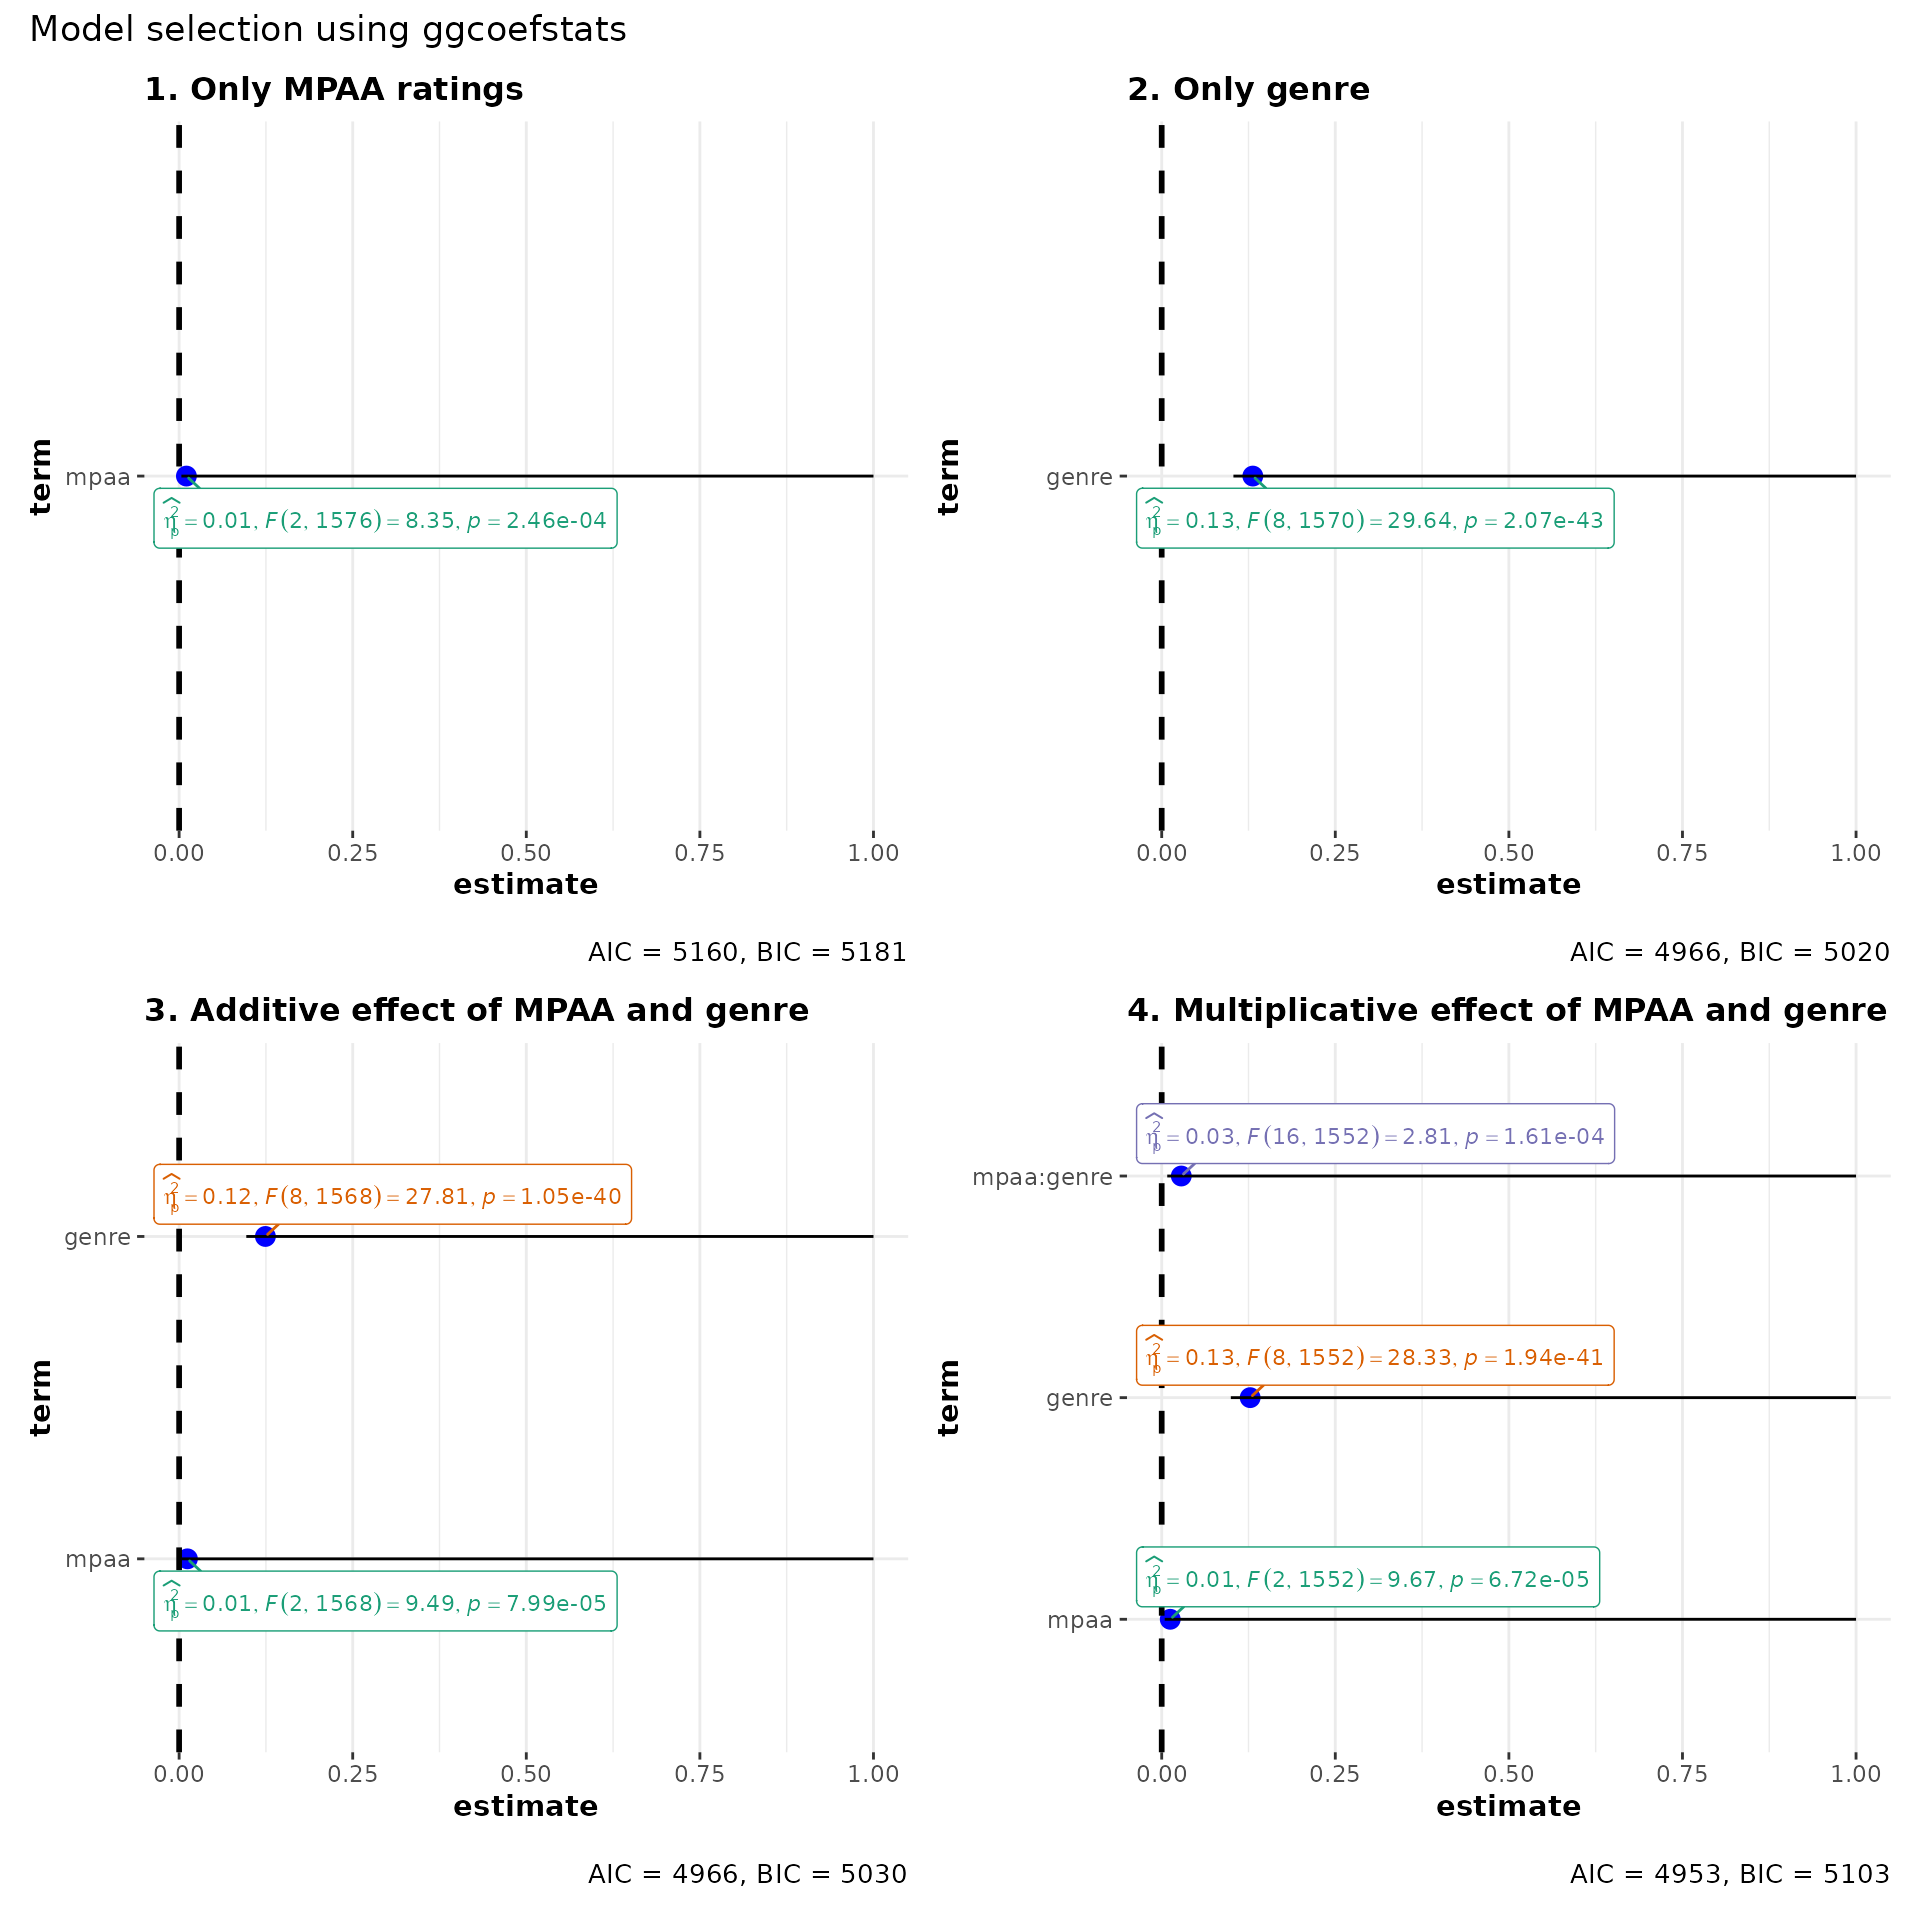 Model selection using ggcoefstats
1. Only MPAA ratings
term
mpaa
η̂²ₚ = 0.01, F(2, 1576) = 8.35, p = 2.46e-04
0.00 0.25 0.50 0.75 1.00
estimate
AIC = 5160, BIC = 5181
2. Only genre
term
genre
η̂²ₚ = 0.13, F(8, 1570) = 29.64, p = 2.07e-43
0.00 0.25 0.50 0.75 1.00
estimate
AIC = 4966, BIC = 5020
3. Additive effect of MPAA and genre
term
η̂²ₚ = 0.12, F(8, 1568) = 27.81, p = 1.05e-40
genre
mpaa
η̂²ₚ = 0.01, F(2, 1568) = 9.49, p = 7.99e-05
0.00 0.25 0.50 0.75 1.00
estimate
AIC = 4966, BIC = 5030
4. Multiplicative effect of MPAA and genre
term
η̂²ₚ = 0.03, F(16, 1552) = 2.81, p = 1.61e-04
mpaa:genre
η̂²ₚ = 0.13, F(8, 1552) = 28.33, p = 1.94e-41
genre
η̂²ₚ = 0.01, F(2, 1552) = 9.67, p = 6.72e-05
mpaa
0.00 0.25 0.50 0.75 1.00
estimate
AIC = 4953, BIC = 5103